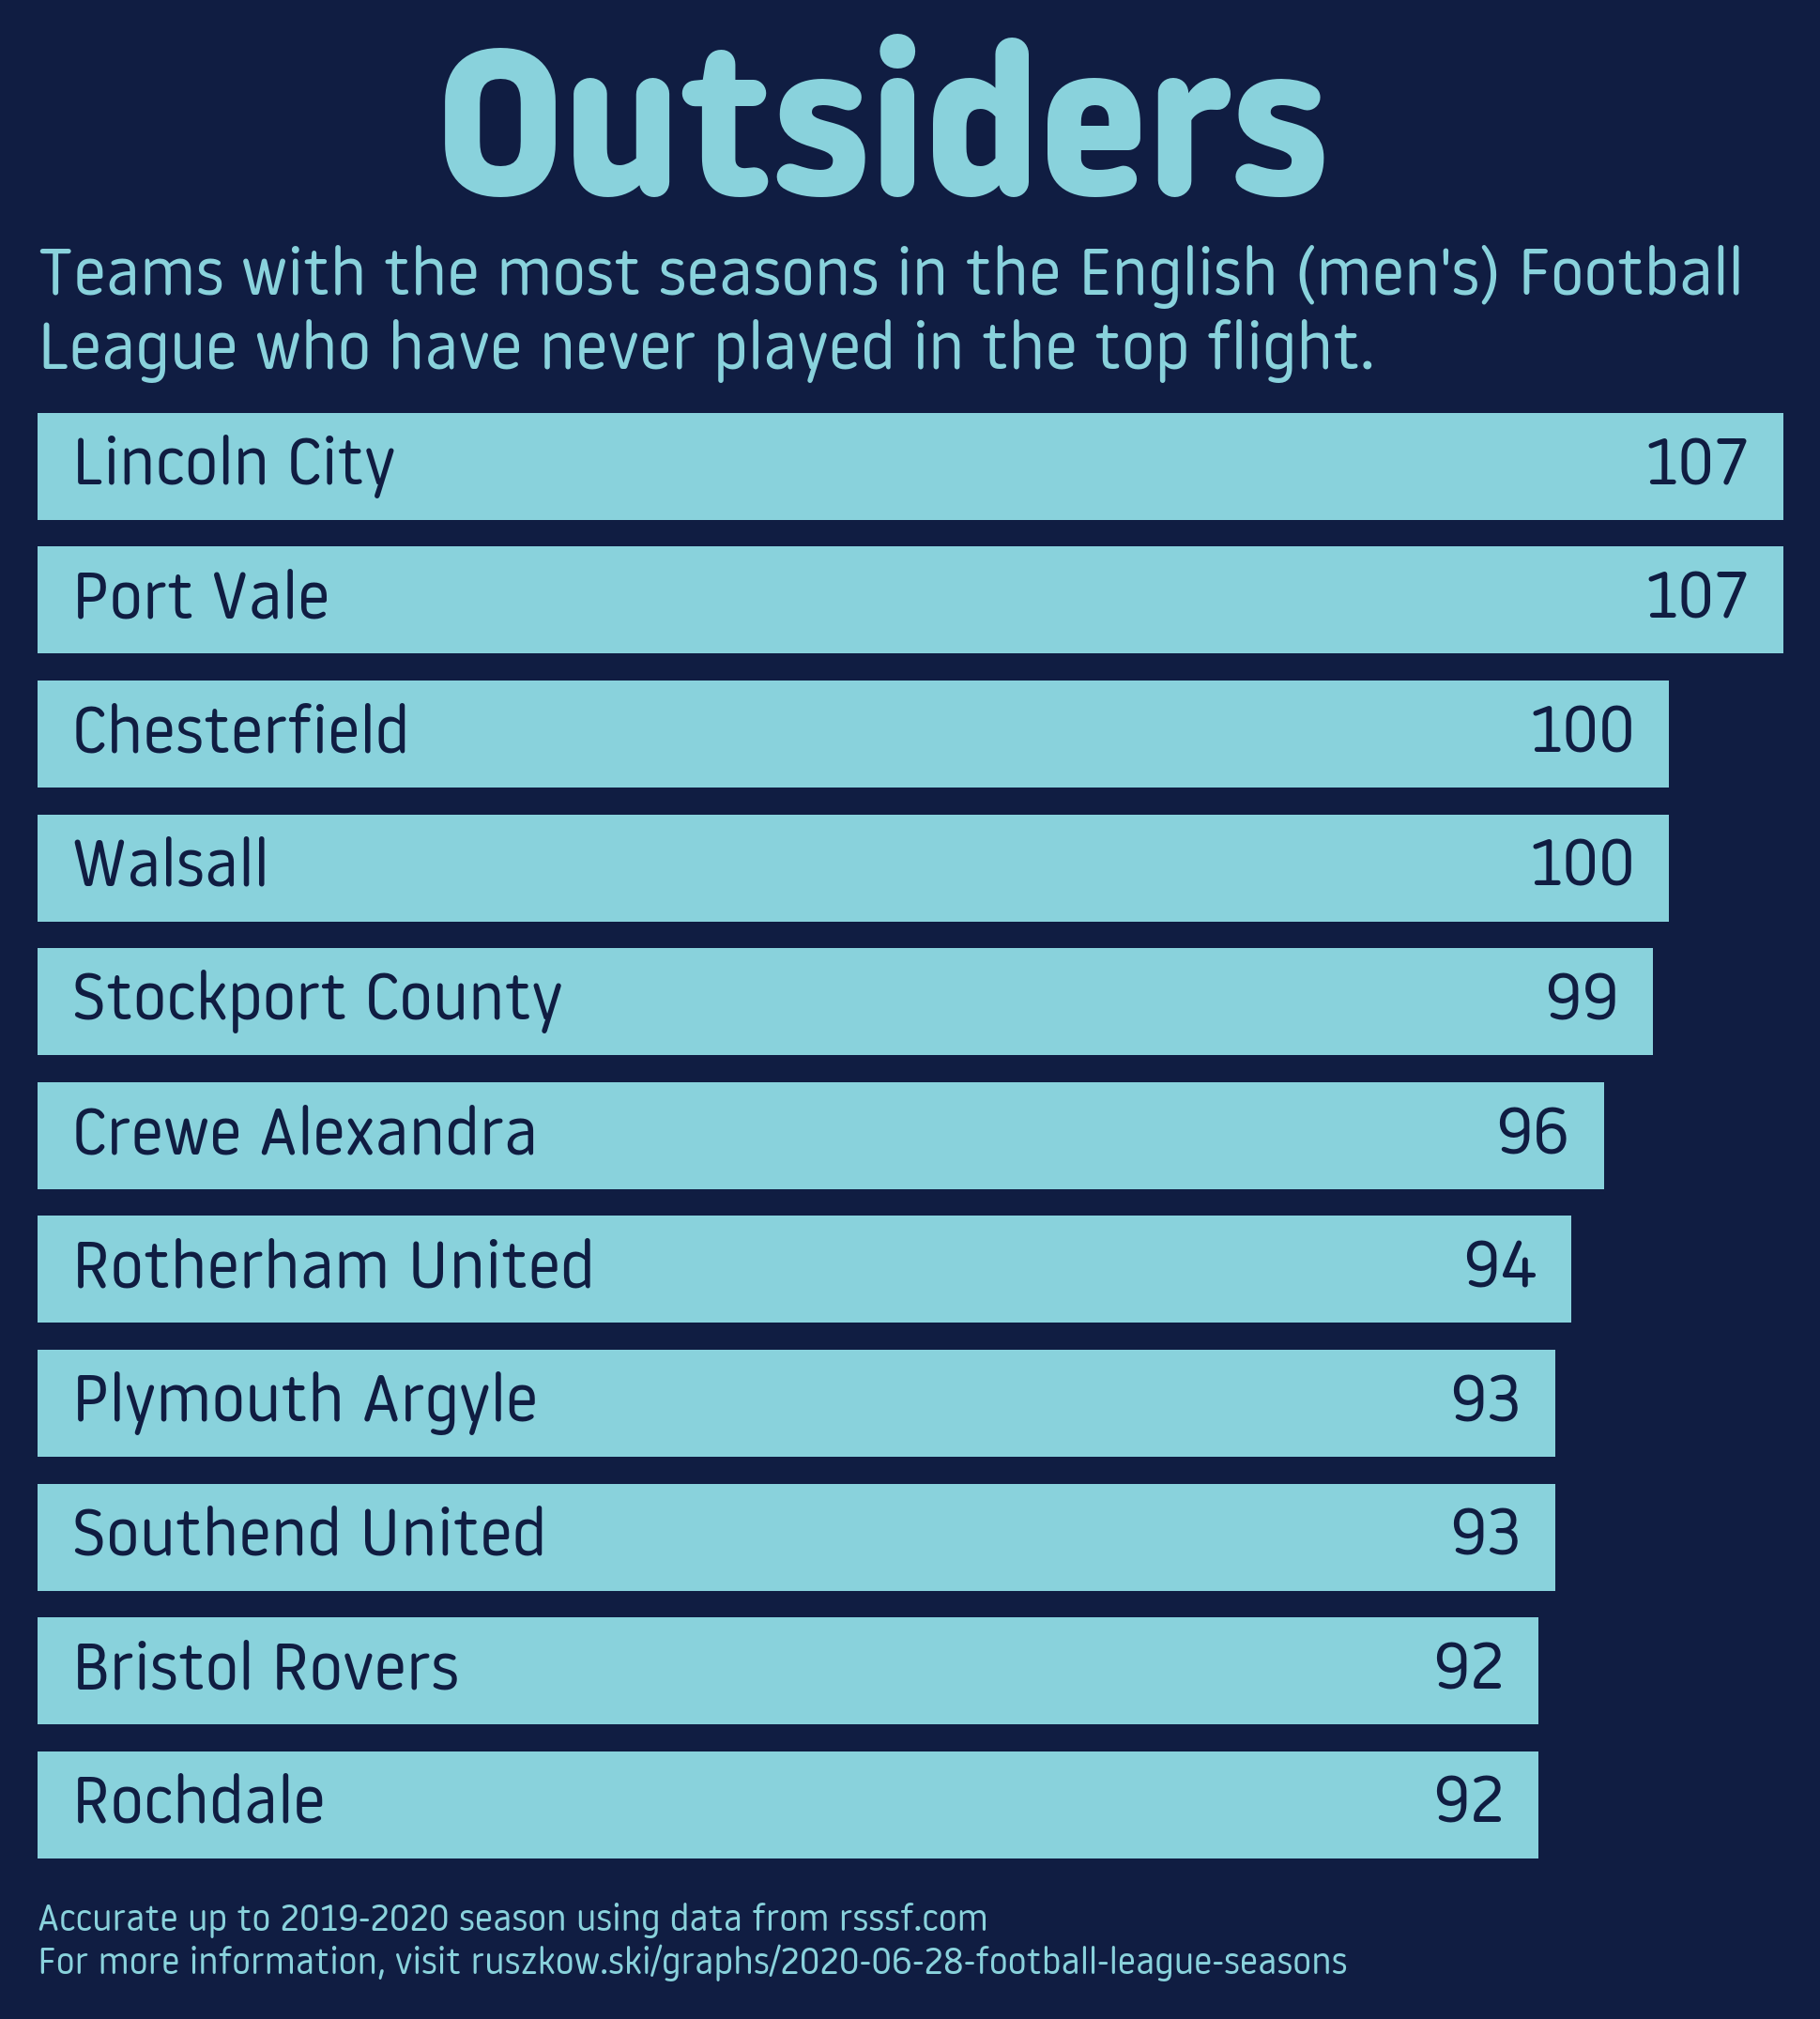 Outsiders
Teams with the most seasons in the English (men's) Football
League who have never played in the top flight.
Lincoln City 107
Port Vale 107
Chesterfield 100
Walsall 100
Stockport County 99
Crewe Alexandra 96
Rotherham United 94
Plymouth Argyle 93
Southend United 93
Bristol Rovers 92
Rochdale 92
Accurate up to 2019-2020 season using data from rsssf.com
For more information, visit ruszkow.ski/graphs/2020-06-28-football-league-seasons